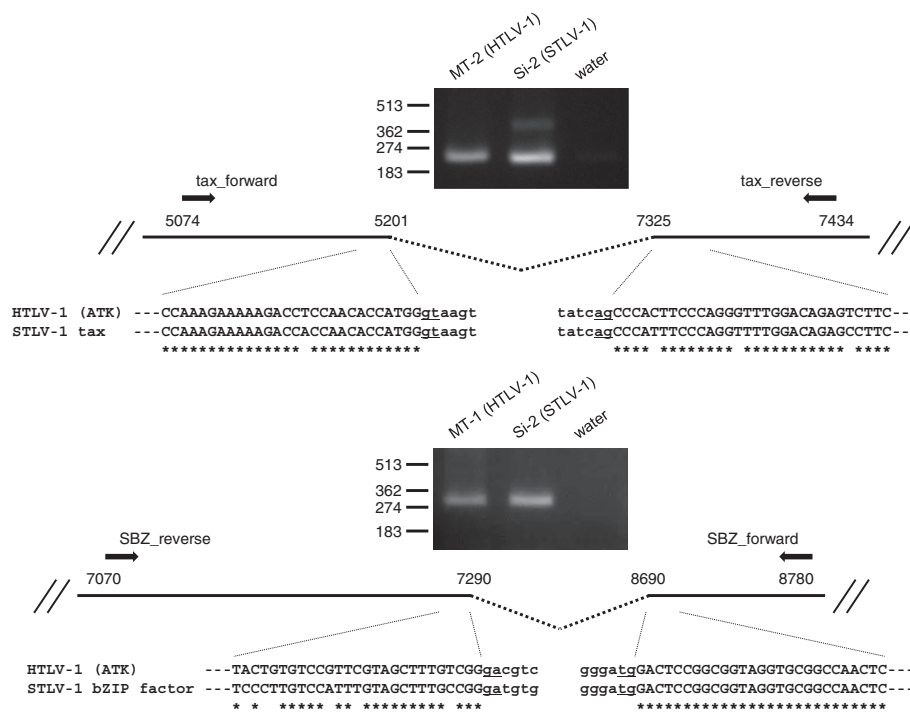 MT-2 (HTLV-1)
Si-2 (STLV-1)
water
513
362
274
183
tax_forward
tax_reverse
5074
5201
7325
7434
HTLV-1 (ATK) ---CCAAAGAAAAAGACCTCCAACACCATGGgtaagt tatcagCCCACTTCCCAGGGTTTGGACAGAGTCTTC---
STLV-1 tax ---CCAAAGAAAAAGACCACCAACACCATGGgtaagt tatcagCCCATTTCCCAGGTTTTGGACAGAGCCTTC---
**************** ************* **** ******** *********** ****
MT-1 (HTLV-1)
Si-2 (STLV-1)
water
513
362
274
183
SBZ_reverse
SBZ_forward
7070
7290
8690
8780
HTLV-1 (ATK) ---TACTGTGTCCGTTCGTAGCTTTGTCGGgacgtc gggatgGACTCCGGCGGTAGGTGCGGCCAACTC---
STLV-1 bZIP factor ---TCCCTTGTCCATTTGTAGCTTTGCCGGgatgtg gggatgGACTCCGGCGGTAGGTGCGGCCAACTC---
* * ***** ** ********* *** ***************************